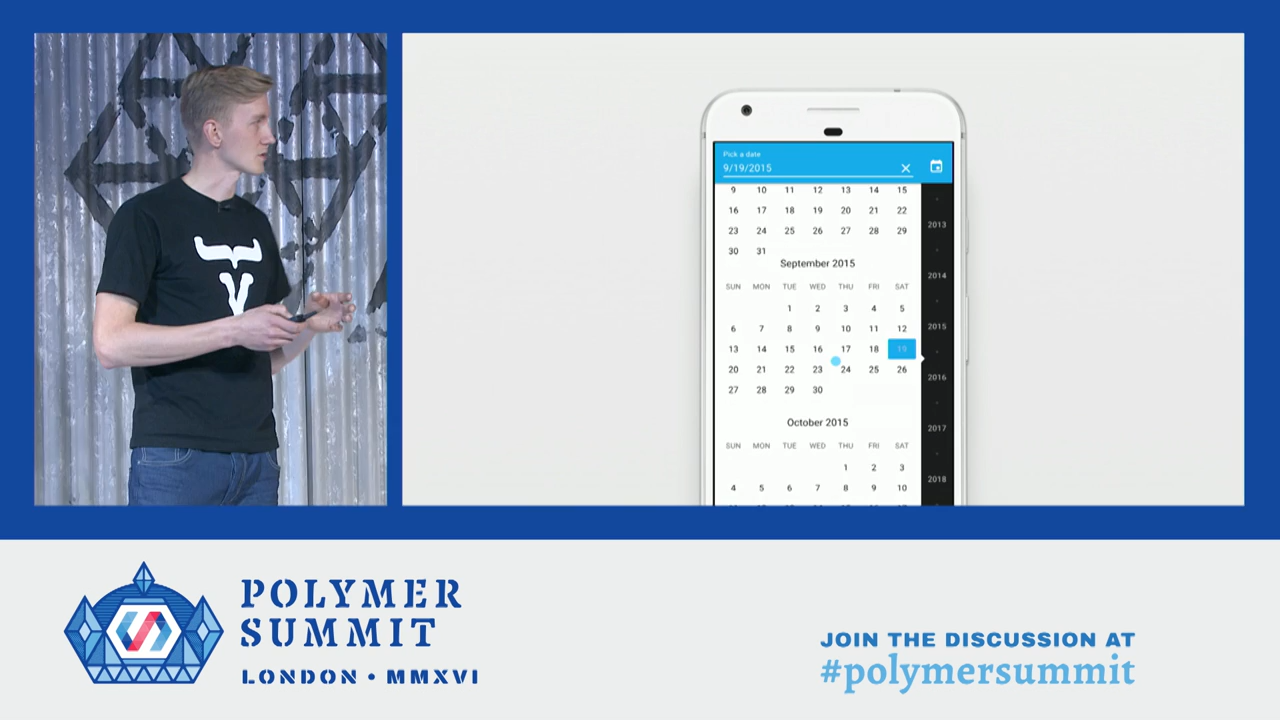 Pick a date
9/19/2015
9 10 11 12 13 14 15
16 17 18 19 20 21 22
23 24 25 26 27 28 29
30 31
September 2015
SUN MON TUE WED THU FRI SAT
1 2 3 4 5
6 7 8 9 10 11 12
13 14 15 16 17 18 19
20 21 22 23 24 25 26
27 28 29 30
October 2015
SUN MON TUE WED THU FRI SAT
1 2 3
4 5 6 7 8 9 10
2013
2014
2015
2016
2017
2018
POLYMER
SUMMIT
LONDON • MMXVI
JOIN THE DISCUSSION AT
#polymersummit